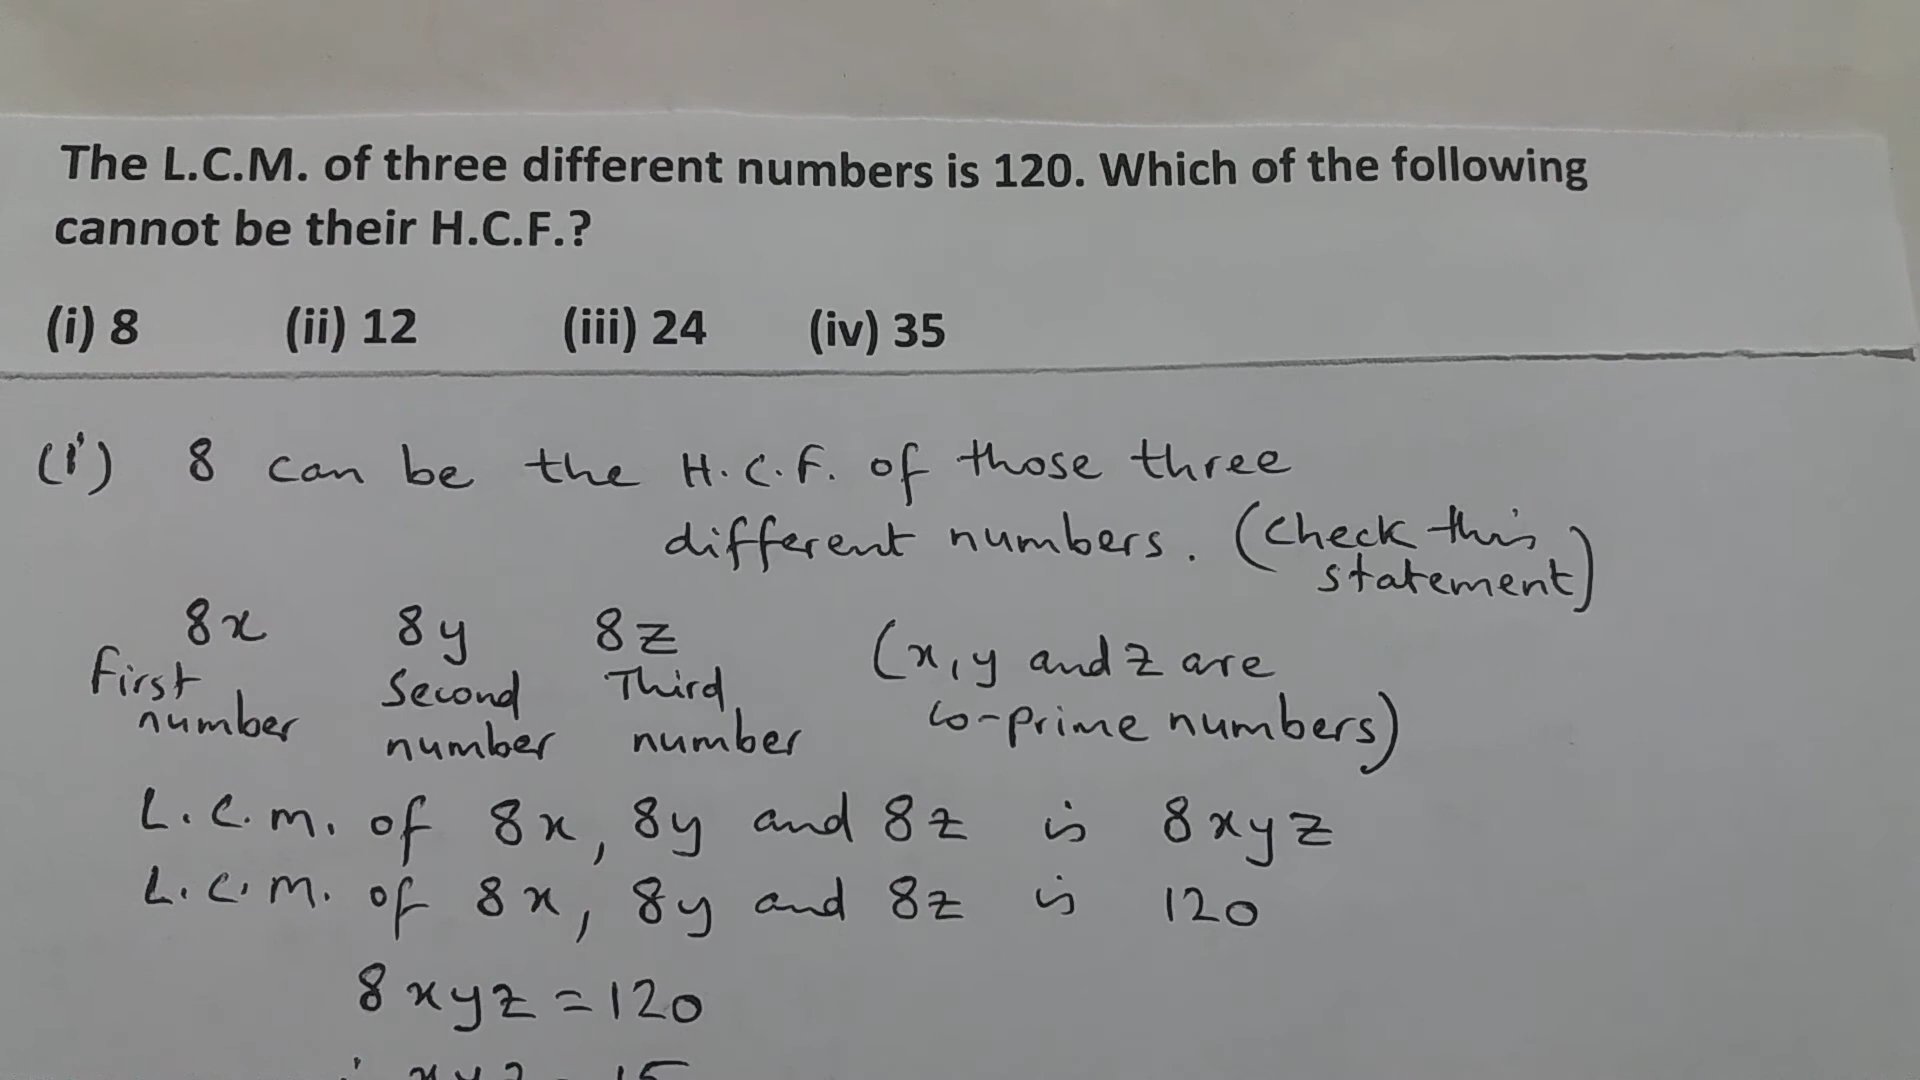 The L.C.M. of three different numbers is 120. Which of the following
cannot be their H.C.F.?
(i) 8 (ii) 12 (iii) 24 (iv) 35
(i) 8 can be the H.C.F. of those three
different numbers. (Check this
statement)
8x 8y 8z (x, y and z are
First Second Third co-prime numbers)
number number number
L.C.M. of 8x, 8y and 8z is 8xyz
L.C.M. of 8x, 8y and 8z is 120
8xyz = 120